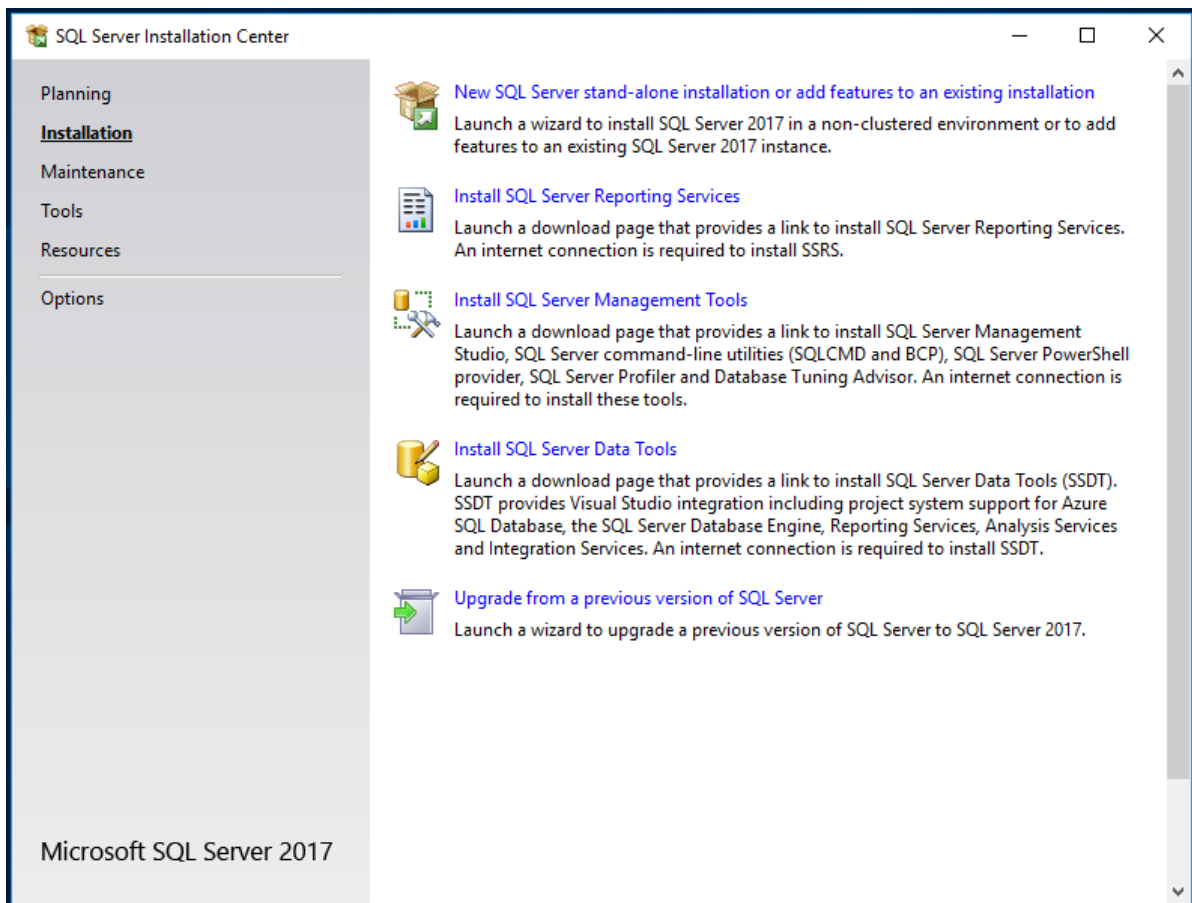 SQL Server Installation Center
Planning
Installation
Maintenance
Tools
Resources
Options
Microsoft SQL Server 2017
New SQL Server stand-alone installation or add features to an existing installation
Launch a wizard to install SQL Server 2017 in a non-clustered environment or to add
features to an existing SQL Server 2017 instance.
Install SQL Server Reporting Services
Launch a download page that provides a link to install SQL Server Reporting Services.
An internet connection is required to install SSRS.
Install SQL Server Management Tools
Launch a download page that provides a link to install SQL Server Management
Studio, SQL Server command-line utilities (SQLCMD and BCP), SQL Server PowerShell
provider, SQL Server Profiler and Database Tuning Advisor. An internet connection is
required to install these tools.
Install SQL Server Data Tools
Launch a download page that provides a link to install SQL Server Data Tools (SSDT).
SSDT provides Visual Studio integration including project system support for Azure
SQL Database, the SQL Server Database Engine, Reporting Services, Analysis Services
and Integration Services. An internet connection is required to install SSDT.
Upgrade from a previous version of SQL Server
Launch a wizard to upgrade a previous version of SQL Server to SQL Server 2017.